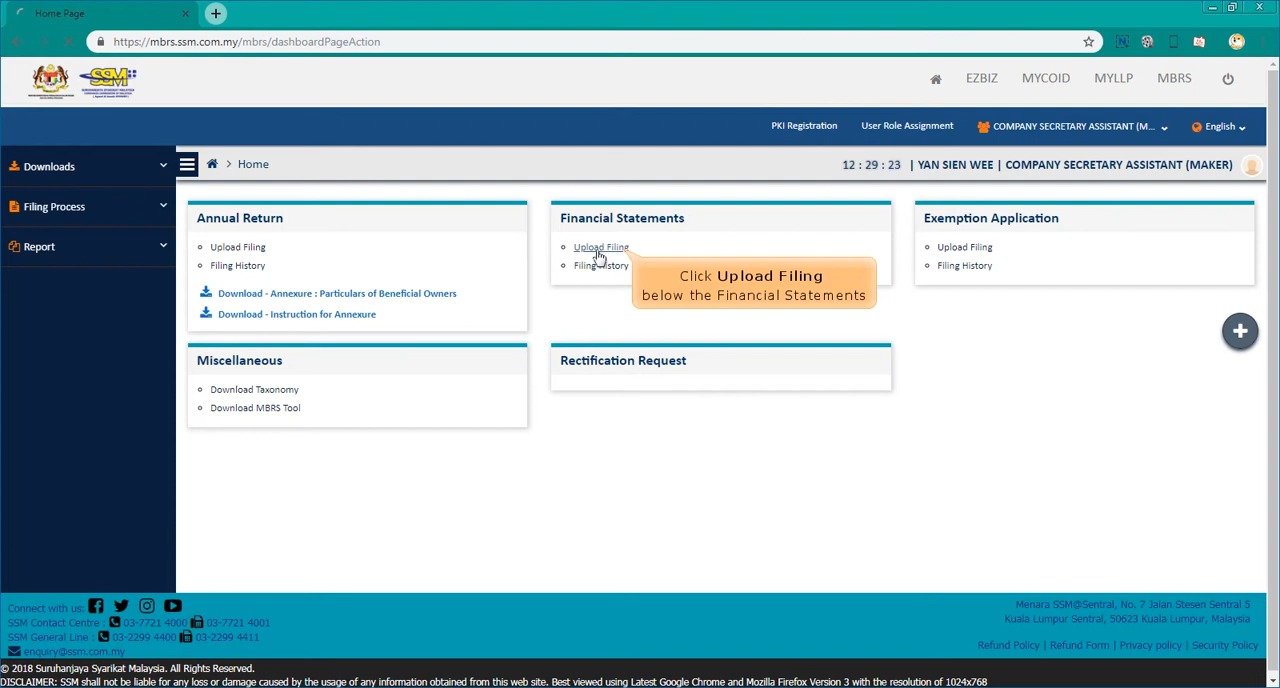 Home Page
https://mbrs.ssm.com.my/mbrs/dashboardPageAction
SSM
EZBIZ MYCOID MYLLP MBRS
PKI Registration User Role Assignment COMPANY SECRETARY ASSISTANT (M... English
Downloads
Filing Process
Report
> Home
12 : 29 : 23 | YAN SIEN WEE | COMPANY SECRETARY ASSISTANT (MAKER)
Annual Return
Upload Filing
Filing History
Download - Annexure : Particulars of Beneficial Owners
Download - Instruction for Annexure
Financial Statements
Upload Filing
Filing History
Click Upload Filing
below the Financial Statements
Exemption Application
Upload Filing
Filing History
Miscellaneous
Download Taxonomy
Download MBRS Tool
Rectification Request
Connect with us:
SSM Contact Centre : 03-7721 4000 03-7721 4001
SSM General Line : 03-2299 4400 03-2299 4411
enquiry@ssm.com.my
Menara SSM@Sentral, No. 7 Jalan Stesen Sentral 5
Kuala Lumpur Sentral, 50623 Kuala Lumpur, Malaysia
Refund Policy | Refund Form | Privacy policy | Security Policy
© 2018 Suruhanjaya Syarikat Malaysia. All Rights Reserved.
DISCLAIMER: SSM shall not be liable for any loss or damage caused by the usage of any information obtained from this web site. Best viewed using Latest Google Chrome and Mozilla Firefox Version 3 with the resolution of 1024x768